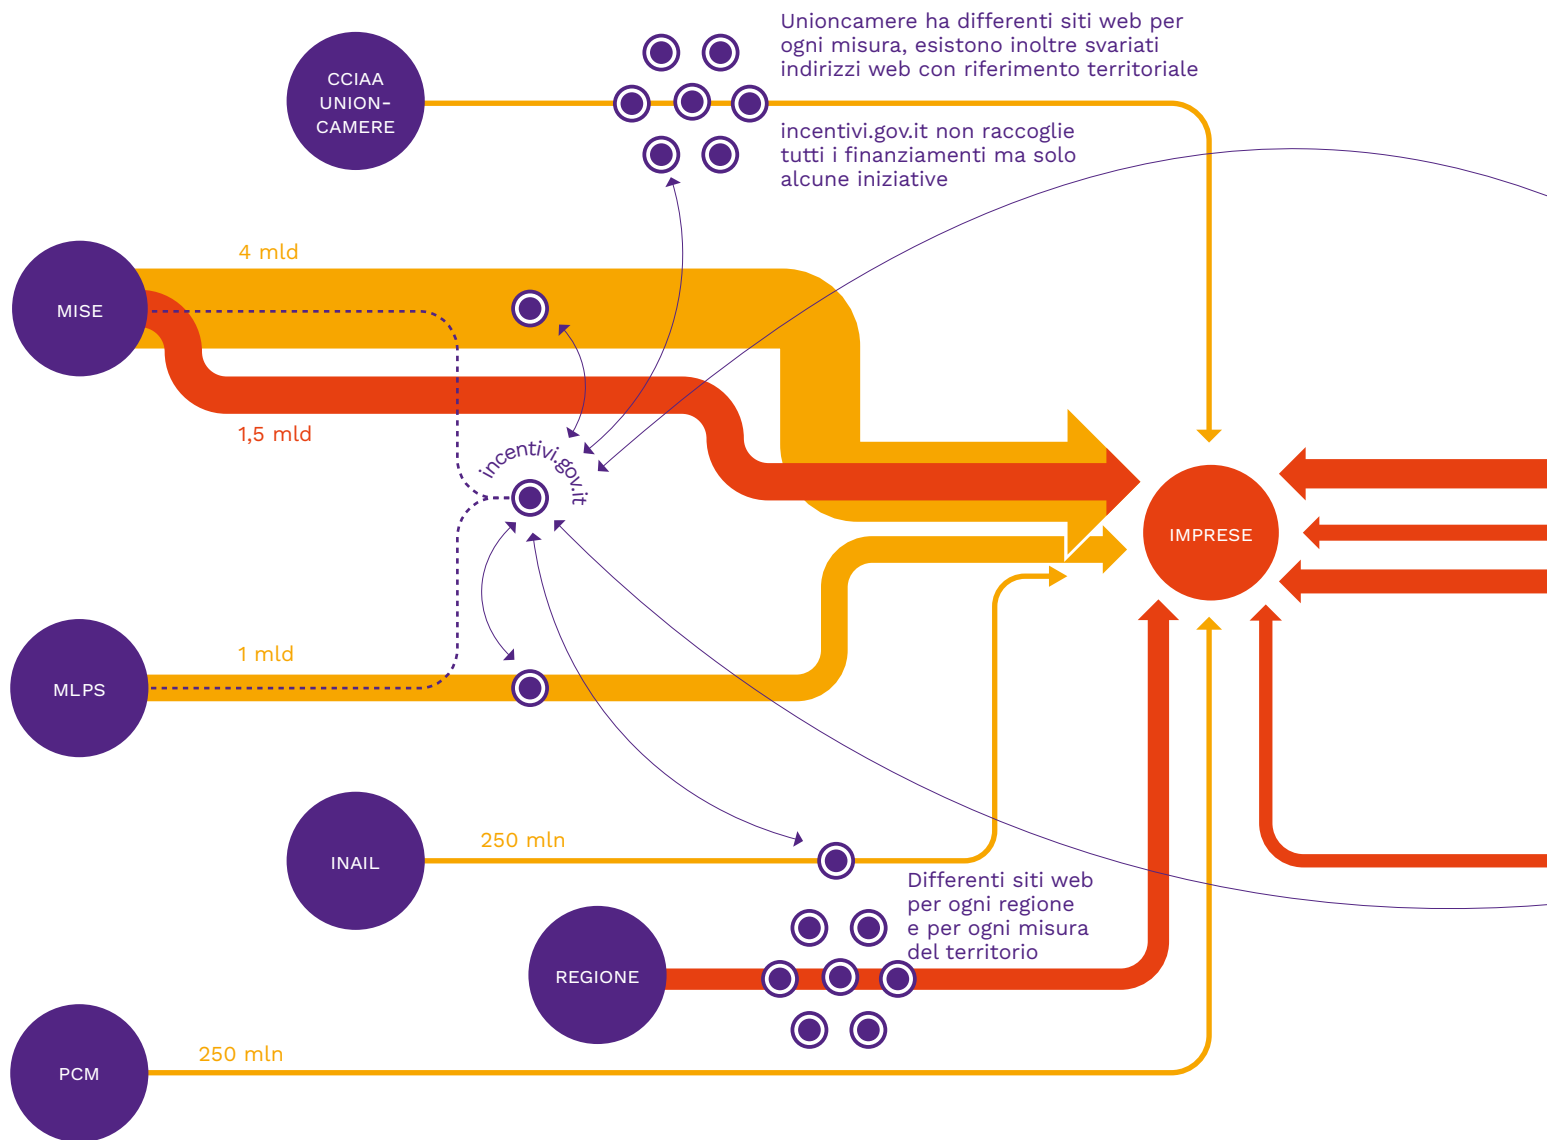 Unioncamere ha differenti siti web per
ogni misura, esistono inoltre svariati
indirizzi web con riferimento territoriale
CCIAA
UNION-
CAMERE
incentivi.gov.it non raccoglie
tutti i finanziamenti ma solo
alcune iniziative
4 mld
MISE
1,5 mld
incentivi.gov.it
IMPRESE
1 mld
MLPS
250 mln
INAIL
Differenti siti web
per ogni regione
e per ogni misura
del territorio
REGIONE
250 mln
PCM